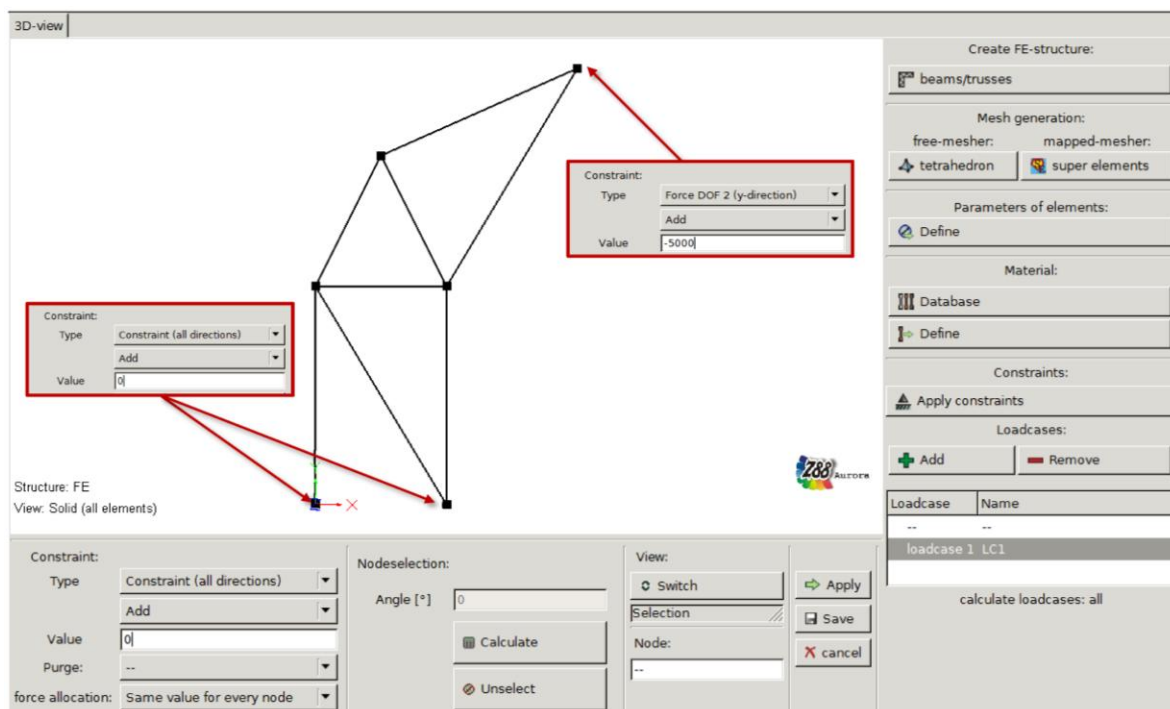 3D-view
Create FE-structure:
beams/trusses
Mesh generation:
free-mesher: mapped-mesher:
tetrahedron super elements
Parameters of elements:
Define
Material:
Database
Define
Constraints:
Apply constraints
Loadcases:
Add Remove
Loadcase Name
-- --
loadcase 1 LC1
calculate loadcases: all
Constraint:
Type Force DOF 2 (y-direction)
Add
Value -5000
Constraint:
Type Constraint (all directions)
Add
Value 0
X
Y
Z88 Aurora
Structure: FE
View: Solid (all elements)
Constraint:
Type Constraint (all directions)
Add
Value 0
Purge: --
force allocation: Same value for every node
Nodeselection:
Angle [°] 0
Calculate
Unselect
View:
Switch
Selection
Node:
--
Apply
Save
cancel